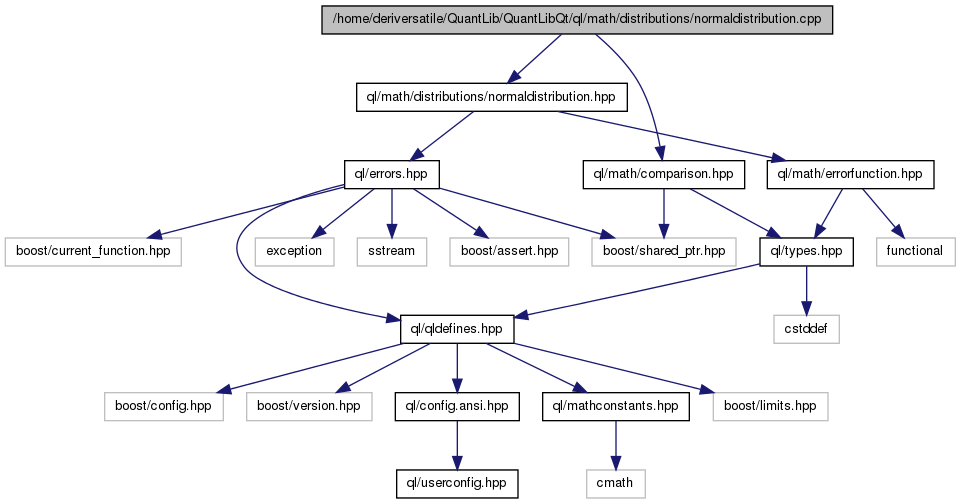 /home/deriversatile/QuantLib/QuantLibQt/ql/math/distributions/normaldistribution.cpp
ql/math/distributions/normaldistribution.hpp
ql/errors.hpp
ql/math/comparison.hpp
ql/math/errorfunction.hpp
boost/current_function.hpp
exception
sstream
boost/assert.hpp
boost/shared_ptr.hpp
ql/types.hpp
functional
ql/qldefines.hpp
cstddef
boost/config.hpp
boost/version.hpp
ql/config.ansi.hpp
ql/mathconstants.hpp
boost/limits.hpp
ql/userconfig.hpp
cmath